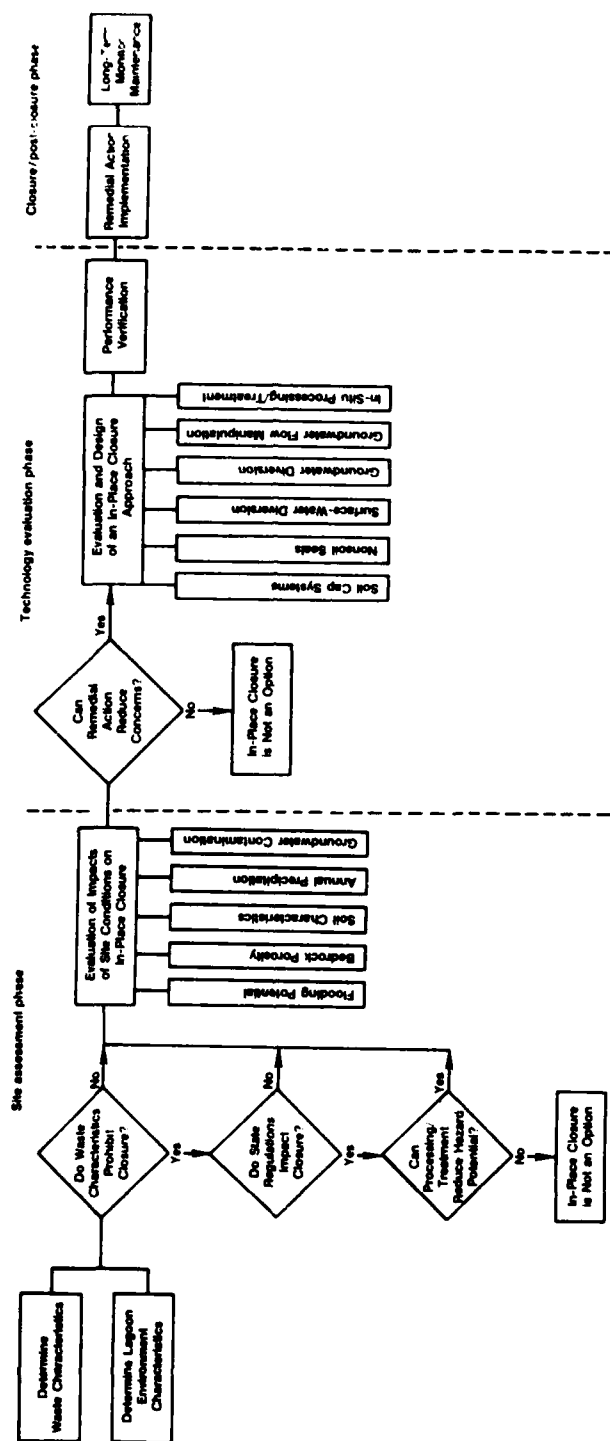 Site assessment phase
Technology evaluation phase
Closure/post-closure phase
Determine
Waste Characteristics
Determine Lagoon
Environment
Characteristics
Do Waste
Characteristics
Prohibit
Closure?
No
Yes
Do State
Regulations
Impact
Closure?
No
Yes
Can
Processing/
Treatment
Reduce Hazard
Potential?
Yes
No
In-Place Closure
is Not an Option
Evaluation of Impacts
of Site Conditions on
In-Place Closure
Flooding Potential
Bedrock Porosity
Soil Characteristics
Annual Precipitation
Groundwater Contamination
Can
Remedial
Action
Reduce
Concerns?
Yes
No
In-Place Closure
is Not an Option
Evaluation and Design
of an In-Place Closure
Approach
Soil Cap Systems
Nonsoil Seals
Surface-Water Diversion
Groundwater Diversion
Groundwater Flow Manipulation
In-Situ Processing/Treatment
Performance
Verification
Remedial Action
Implementation
Maintenance